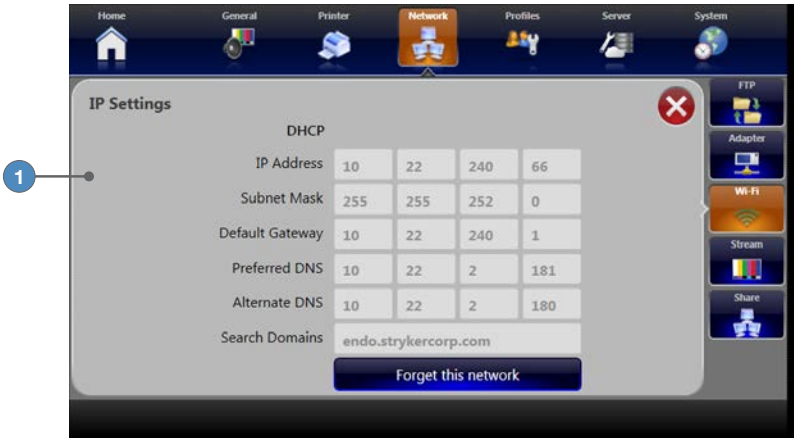 Home General Printer Network Profiles Server System
IP Settings
FTP
DHCP
Adapter
1
IP Address 10 22 240 66
Subnet Mask 255 255 252 0
Wi-Fi
Default Gateway 10 22 240 1
Stream
Preferred DNS 10 22 2 181
Alternate DNS 10 22 2 180
Share
Search Domains endo.strykercorp.com
Forget this network